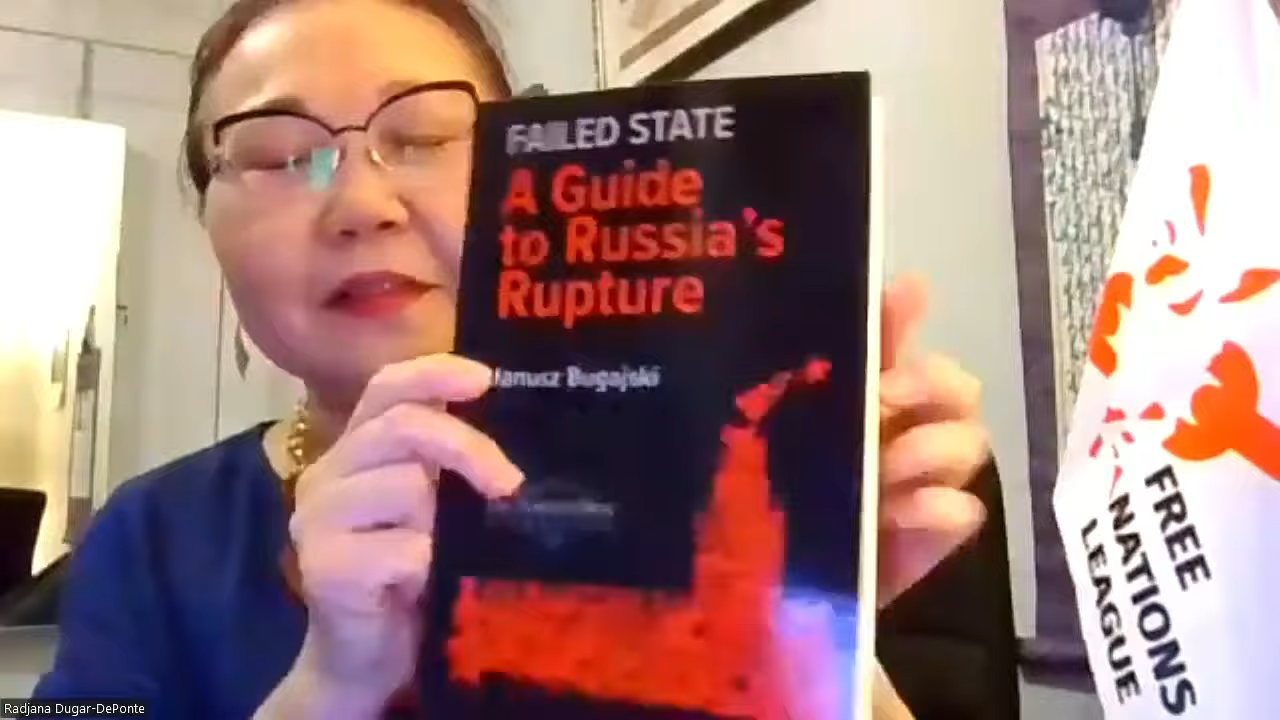 FAILED STATE
A Guide
to Russia's
Rupture
Janusz Bugajski
FREE
NATIONS
LEAGUE
Radjana Dugar-DePonte